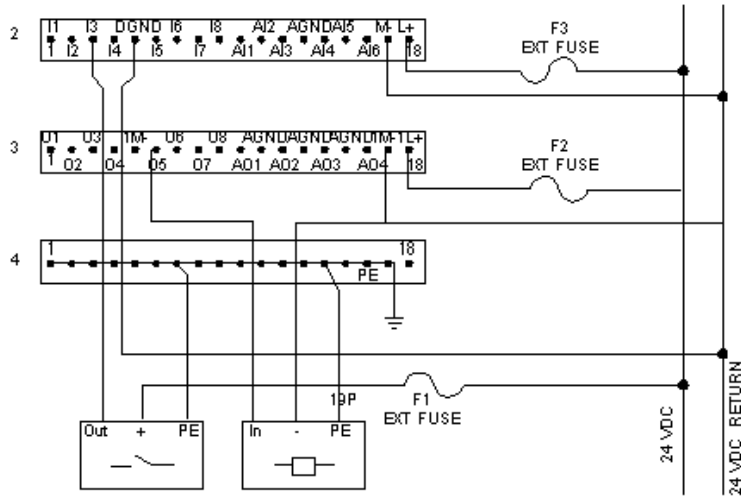 F3
EXT FUSE
2
I1 I3 DGND I6 I8 AI2 AGND AI5 M- L+
1 I2 I4 I5 I7 AI1 AI3 AI4 AI6 18
F2
EXT FUSE
3
O1 O3 1M- O6 O8 AGND AGND AGND 1M- 1L+
1 O2 O4 O5 O7 AO1 AO2 AO3 AO4 18
4
1 18
PE
19P
F1
EXT FUSE
Out + PE
In - PE
24 VDC
24 VDC RETURN